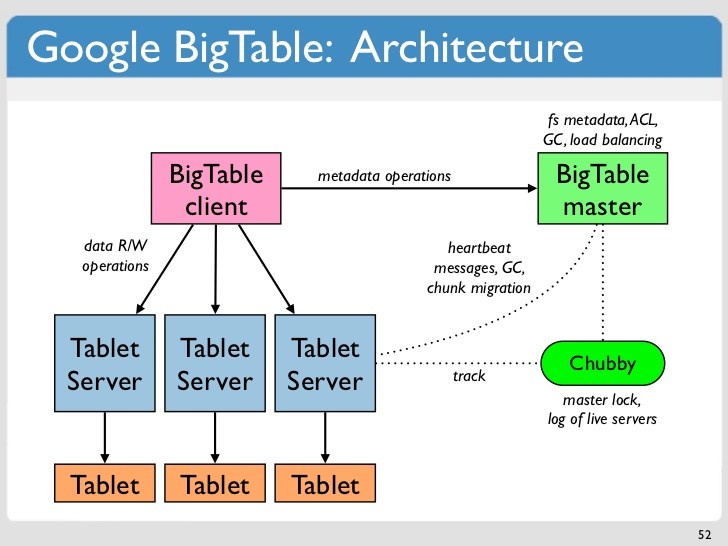 Google BigTable: Architecture
fs metadata, ACL,
GC, load balancing
BigTable
client
metadata operations
BigTable
master
data R/W
operations
heartbeat
messages, GC,
chunk migration
Tablet
Server
Tablet
Server
Tablet
Server
track
Chubby
master lock,
log of live servers
Tablet
Tablet
Tablet
52